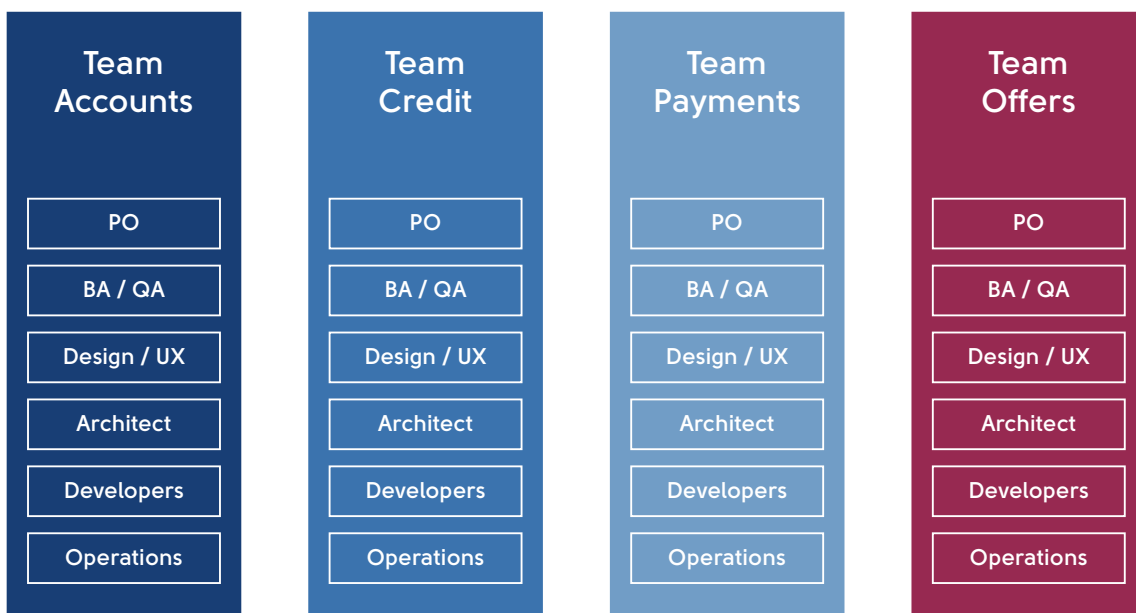 Team
Accounts
PO
BA / QA
Design / UX
Architect
Developers
Operations
Team
Credit
PO
BA / QA
Design / UX
Architect
Developers
Operations
Team
Payments
PO
BA / QA
Design / UX
Architect
Developers
Operations
Team
Offers
PO
BA / QA
Design / UX
Architect
Developers
Operations